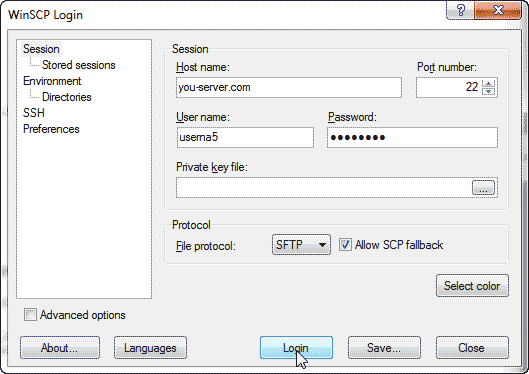 WinSCP Login
Session
Stored sessions
Environment
Directories
SSH
Preferences
Session
Host name:
Port number:
you-server.com
22
User name:
Password:
userna5
●●●●●●●●
Private key file:
...
Protocol
File protocol:
SFTP
Allow SCP fallback
Select color
Advanced options
About...
Languages
Login
Save...
Close